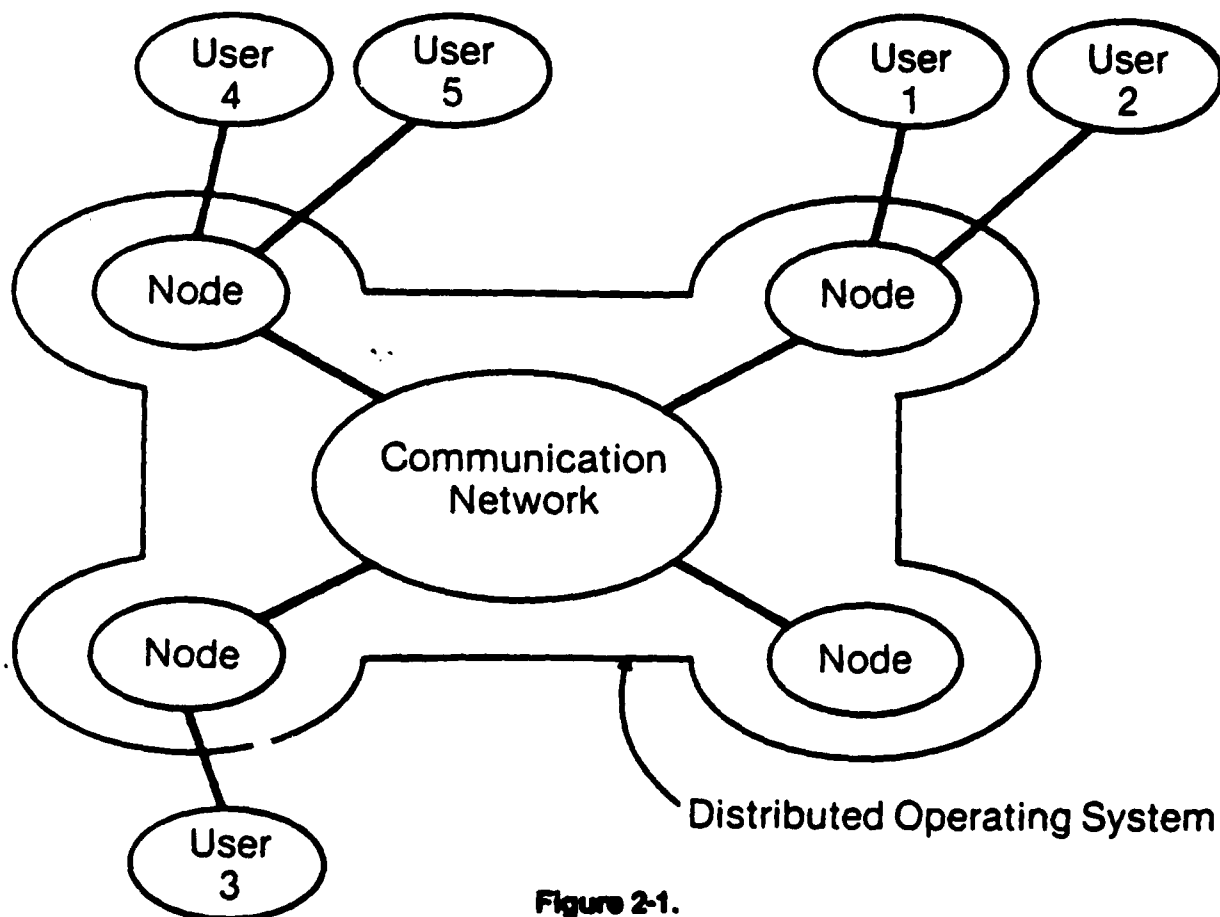 User
4
User
5
User
1
User
2
Node
Node
Communication
Network
Node
Node
Distributed Operating System
User
3
Figure 2-1.